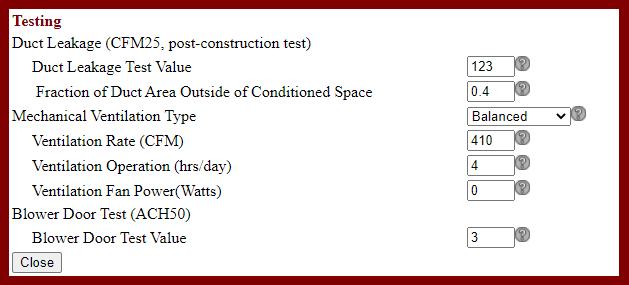 Testing
Duct Leakage (CFM25, post-construction test)
Duct Leakage Test Value 123 ?
Fraction of Duct Area Outside of Conditioned Space 0.4 ?
Mechanical Ventilation Type Balanced ?
Ventilation Rate (CFM) 410 ?
Ventilation Operation (hrs/day) 4 ?
Ventilation Fan Power(Watts) 0 ?
Blower Door Test (ACH50)
Blower Door Test Value 3 ?
Close